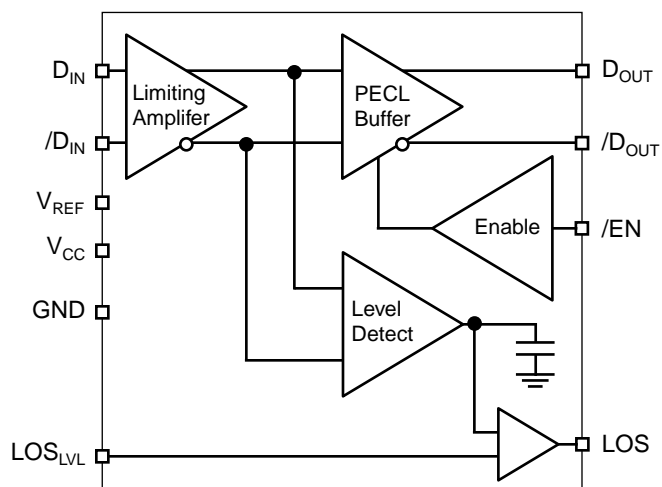 D_IN
/D_IN
V_REF
V_CC
GND
LOS_LVL
Limiting
Amplifer
PECL
Buffer
Enable
Level
Detect
D_OUT
/D_OUT
/EN
LOS